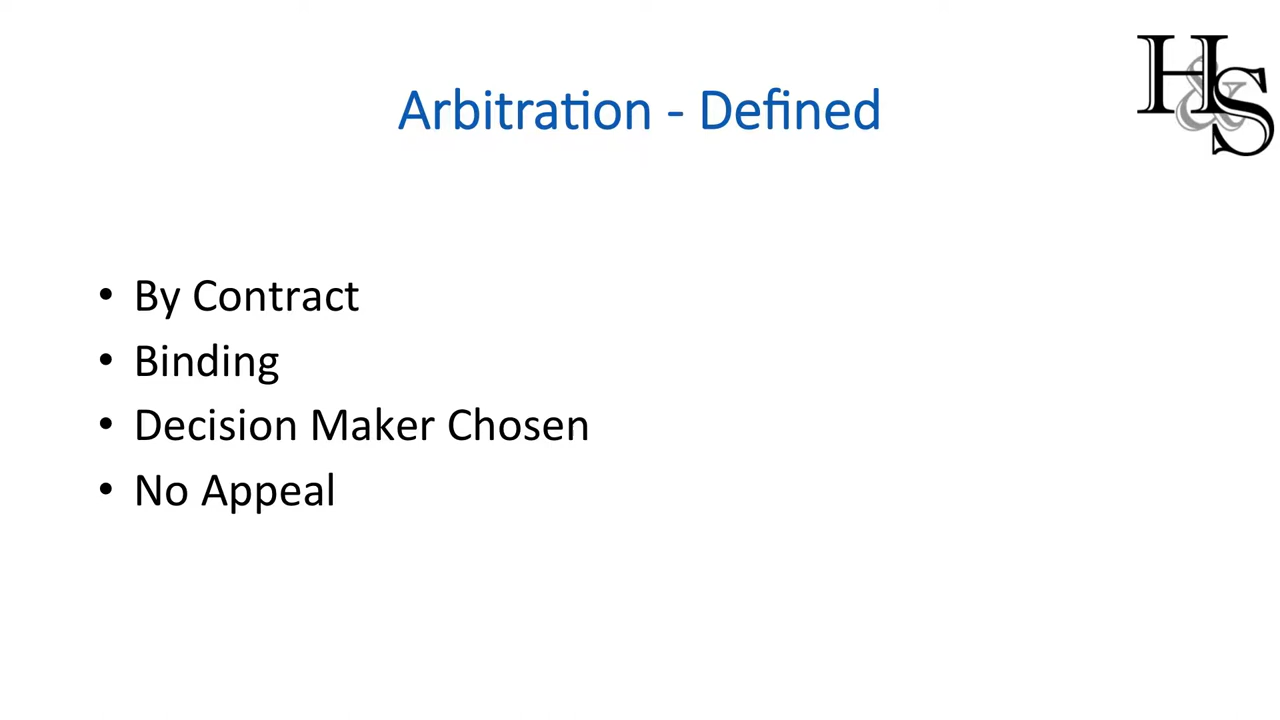 H&S
Arbitration - Defined
• By Contract
• Binding
• Decision Maker Chosen
• No Appeal